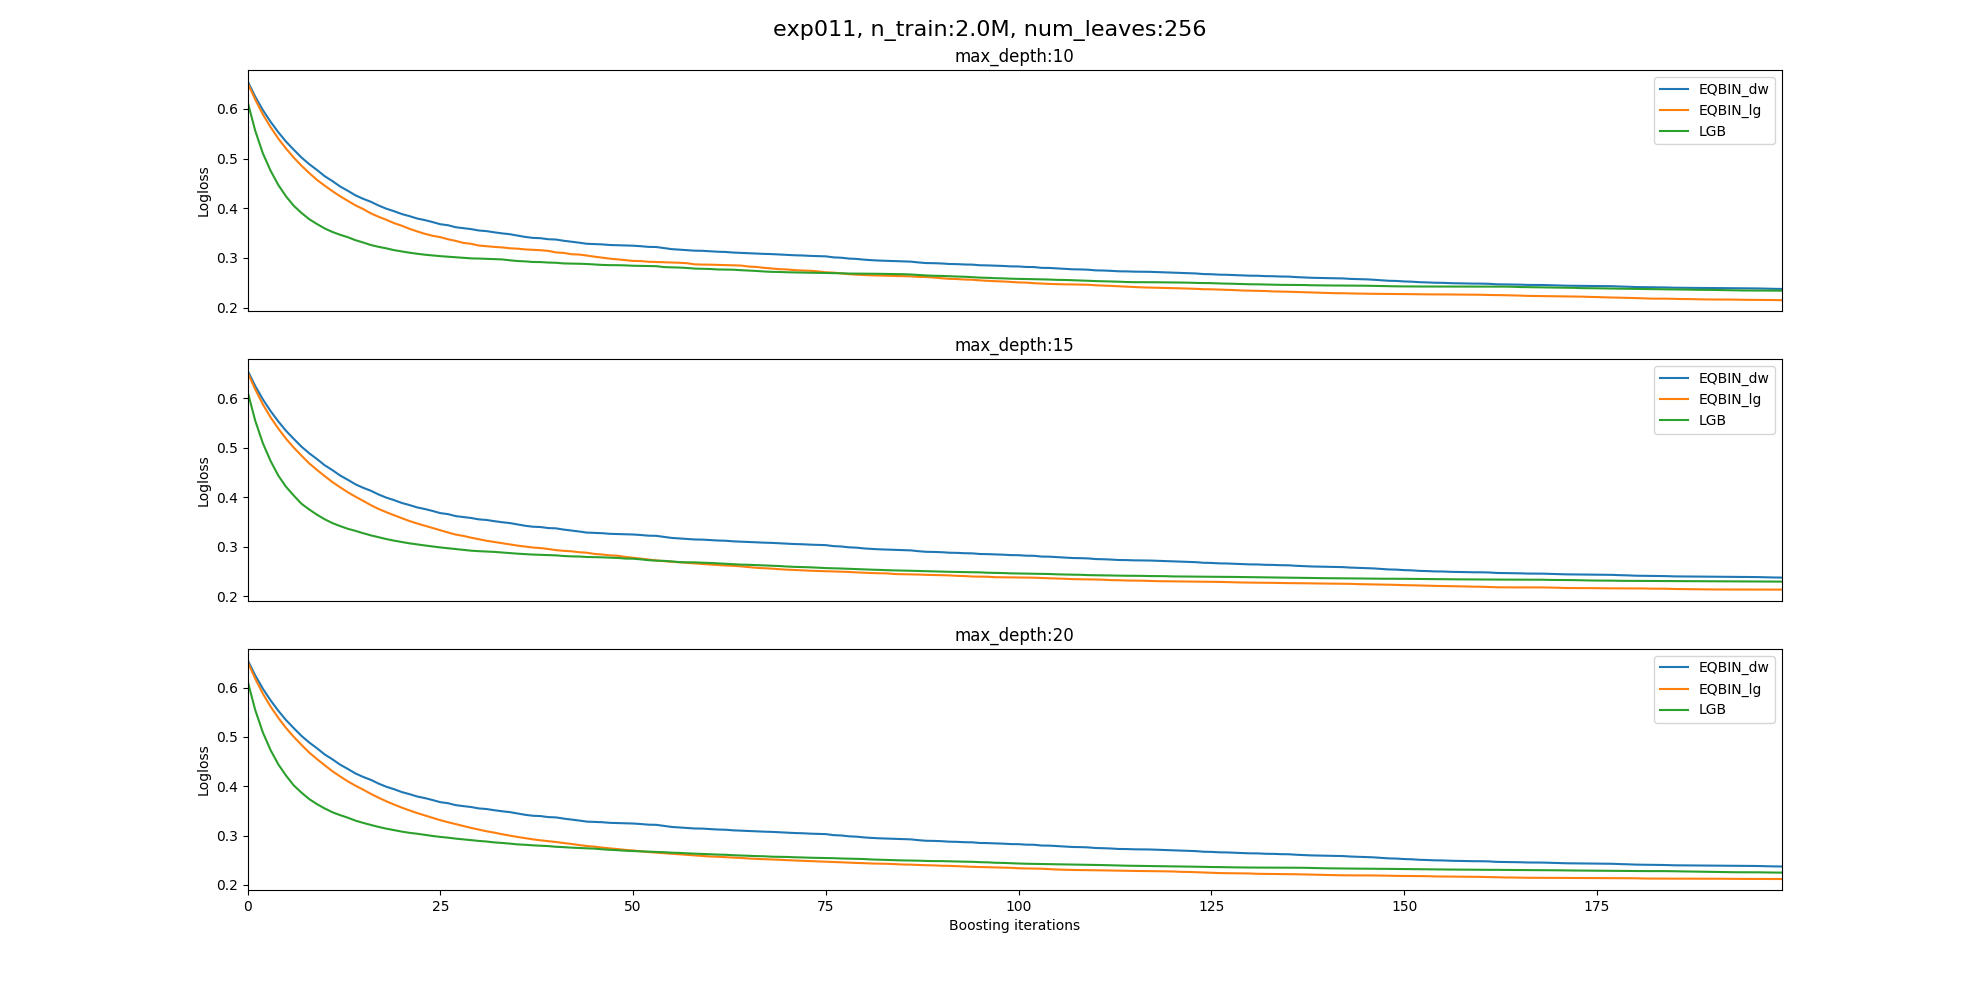 exp011, n_train:2.0M, num_leaves:256
max_depth:10
EQBIN_dw
EQBIN_lg
LGB
0.6
0.5
0.4
0.3
0.2
Logloss
max_depth:15
EQBIN_dw
EQBIN_lg
LGB
0.6
0.5
0.4
0.3
0.2
Logloss
max_depth:20
EQBIN_dw
EQBIN_lg
LGB
0.6
0.5
0.4
0.3
0.2
Logloss
0 25 50 75 100 125 150 175
Boosting iterations